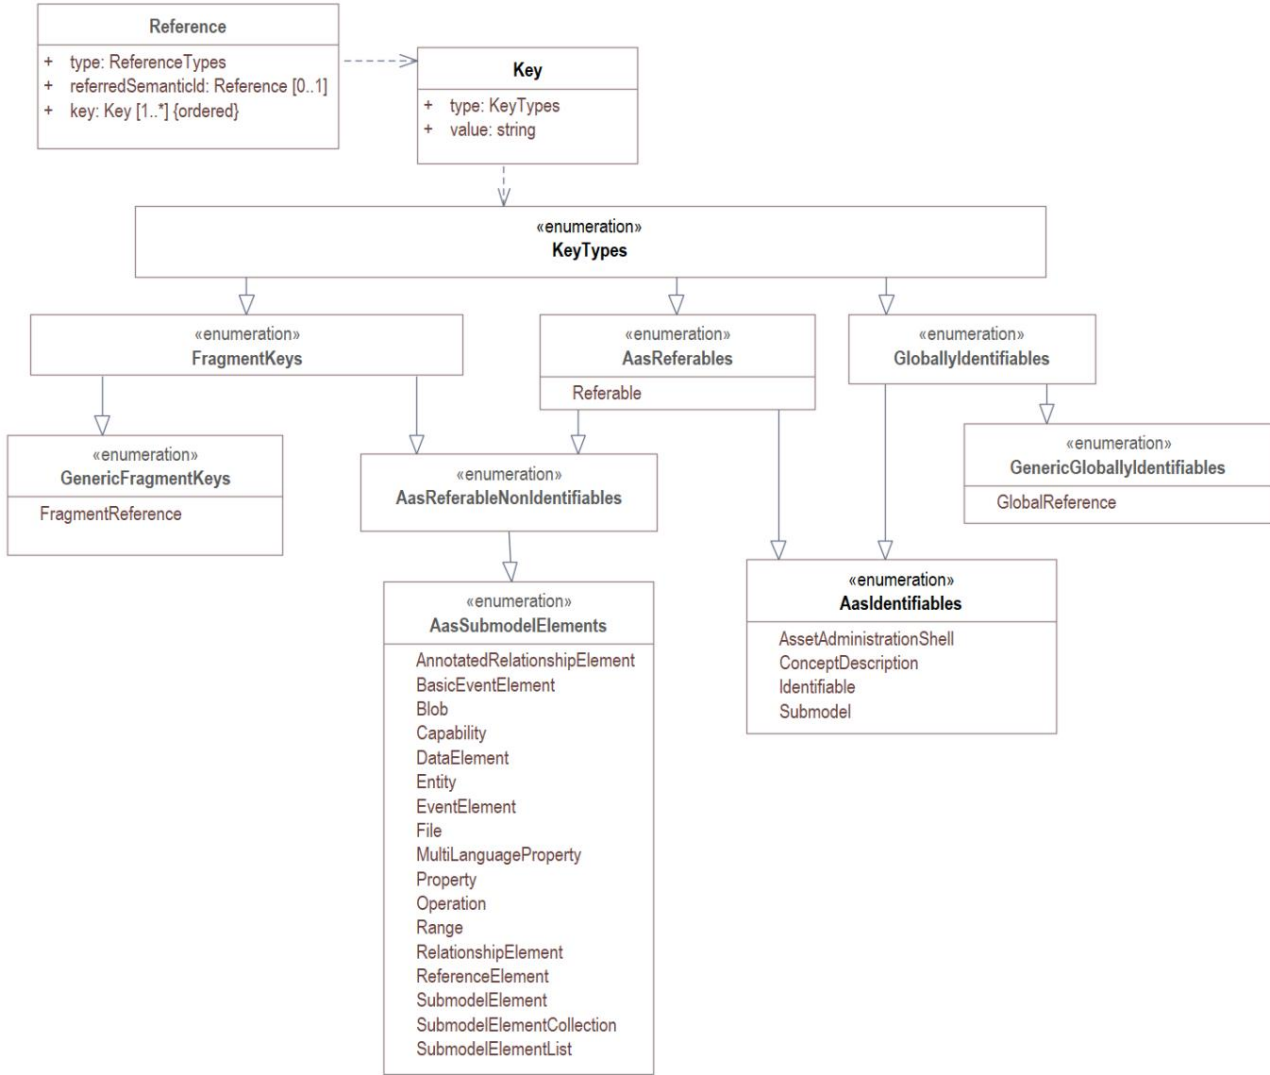 Reference
+ type: ReferenceTypes
+ referredSemanticId: Reference [0..1]
+ key: Key [1..*] {ordered}
Key
+ type: KeyTypes
+ value: string
«enumeration»
KeyTypes
«enumeration»
FragmentKeys
«enumeration»
AasReferables
Referable
«enumeration»
GloballyIdentifiables
«enumeration»
GenericFragmentKeys
FragmentReference
«enumeration»
AasReferableNonIdentifiables
«enumeration»
GenericGloballyIdentifiables
GlobalReference
«enumeration»
AasSubmodelElements
AnnotatedRelationshipElement
BasicEventElement
Blob
Capability
DataElement
Entity
EventElement
File
MultiLanguageProperty
Property
Operation
Range
RelationshipElement
ReferenceElement
SubmodelElement
SubmodelElementCollection
SubmodelElementList
«enumeration»
AasIdentifiables
AssetAdministrationShell
ConceptDescription
Identifiable
Submodel